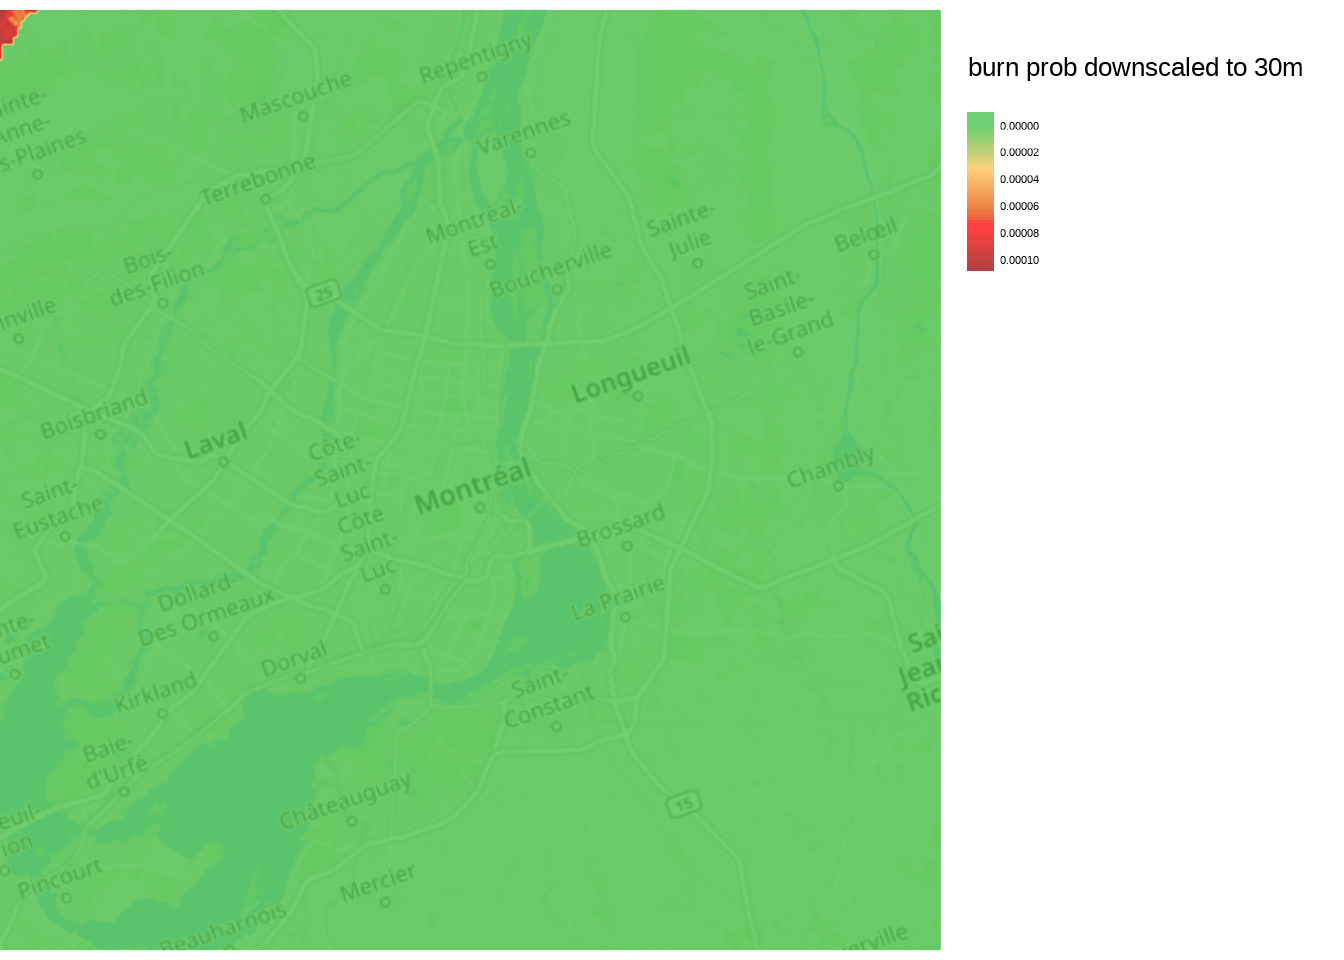 burn prob downscaled to 30m
0.00000
0.00002
0.00004
0.00006
0.00008
0.00010
Repentigny
Mascouche
inte-
Anne-
s-Plaines
Varennes
Terrebonne
Montréal-
Est
Sainte-
Julie
Belœil
Bois-
des-Filion
Boucherville
25
Saint-
Basile-
le-Grand
inville
Longueuil
Boisbriand
Laval
Côte-
Saint-
Luc
Côte
Saint-
Luc
Montréal
Chambly
Saint-
Eustache
Brossard
Dollard-
Des Ormeaux
La Prairie
nte-
umet
Dorval
Sai
Jea
Ric
Kirkland
Saint-
Constant
Baie-
d'Urfé
Châteauguay
15
euil-
ion
Pincourt
Mercier
Beauharnois
ierville